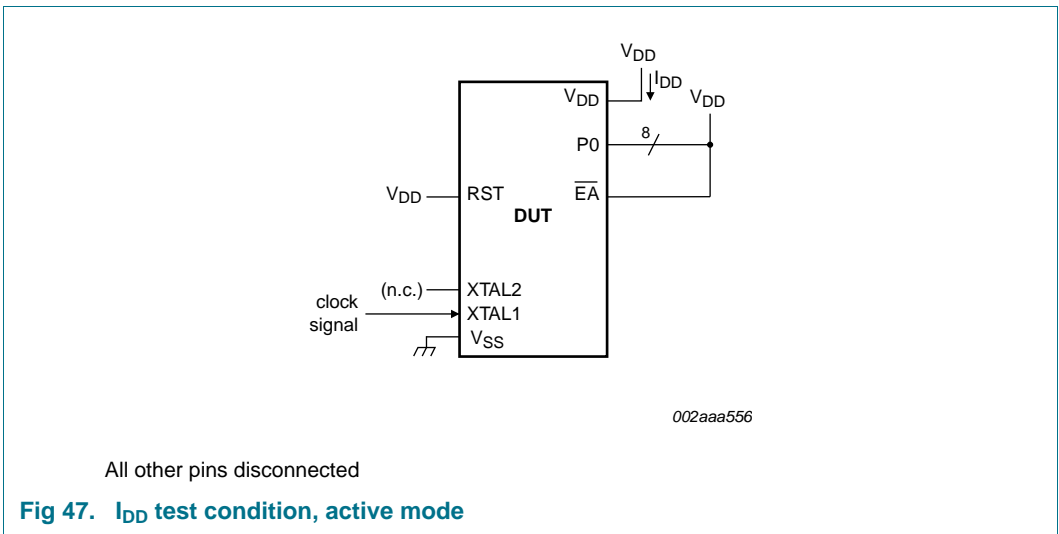 VDD
IDD
VDD
VDD
P0
8
VDD
RST
EA
DUT
(n.c.)
XTAL2
clock
signal
XTAL1
VSS
002aaa556
All other pins disconnected
Fig 47. IDD test condition, active mode